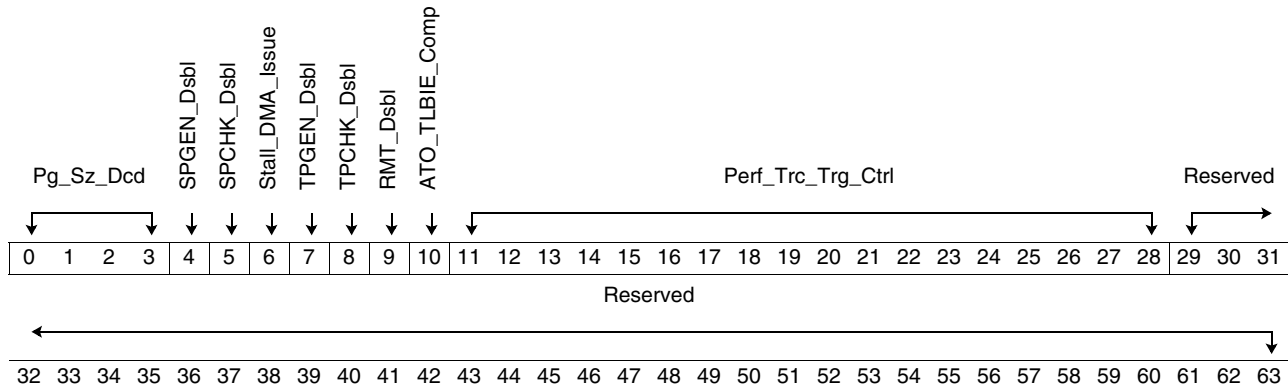 SPGEN_Dsbl
SPCHK_Dsbl
Stall_DMA_Issue
TPGEN_Dsbl
TPCHK_Dsbl
RMT_Dsbl
ATO_TLBIE_Comp
Pg_Sz_Dcd
Perf_Trc_Trg_Ctrl
Reserved
0 1 2 3 4 5 6 7 8 9 10 11 12 13 14 15 16 17 18 19 20 21 22 23 24 25 26 27 28 29 30 31
Reserved
32 33 34 35 36 37 38 39 40 41 42 43 44 45 46 47 48 49 50 51 52 53 54 55 56 57 58 59 60 61 62 63